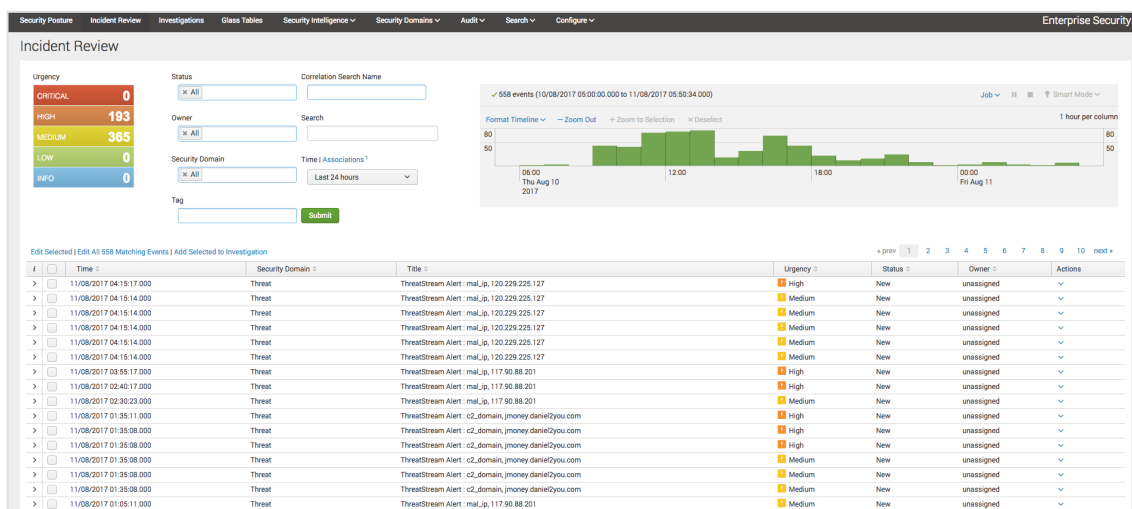 Security Posture Incident Review Investigations Glass Tables Security Intelligence Security Domains Audit Search Configure Enterprise Security
Incident Review
Urgency
CRITICAL 0
HIGH 193
MEDIUM 365
LOW 0
INFO 0
Status
× All
Owner
× All
Security Domain
× All
Tag
Correlation Search Name
Search
Time | Associations ?
Last 24 hours
Submit
✓ 558 events (10/08/2017 05:00:00.000 to 11/08/2017 05:50:34.000) Job Smart Mode
Format Timeline − Zoom Out + Zoom to Selection × Deselect 1 hour per column
80 80
50 50
06:00 12:00 18:00 00:00
Thu Aug 10 Fri Aug 11
2017
Edit Selected | Edit All 558 Matching Events | Add Selected to Investigation « prev 1 2 3 4 5 6 7 8 9 10 next »
i Time Security Domain Title Urgency Status Owner Actions
11/08/2017 04:15:17.000 Threat ThreatStream Alert : mal_ip, 120.229.225.127 High New unassigned
11/08/2017 04:15:14.000 Threat ThreatStream Alert : mal_ip, 120.229.225.127 Medium New unassigned
11/08/2017 04:15:14.000 Threat ThreatStream Alert : mal_ip, 120.229.225.127 Medium New unassigned
11/08/2017 04:15:14.000 Threat ThreatStream Alert : mal_ip, 120.229.225.127 Medium New unassigned
11/08/2017 04:15:14.000 Threat ThreatStream Alert : mal_ip, 120.229.225.127 Medium New unassigned
11/08/2017 04:15:14.000 Threat ThreatStream Alert : mal_ip, 120.229.225.127 Medium New unassigned
11/08/2017 03:55:17.000 Threat ThreatStream Alert : mal_ip, 117.90.88.201 High New unassigned
11/08/2017 02:40:17.000 Threat ThreatStream Alert : mal_ip, 117.90.88.201 High New unassigned
11/08/2017 02:30:23.000 Threat ThreatStream Alert : mal_ip, 117.90.88.201 Medium New unassigned
11/08/2017 01:35:11.000 Threat ThreatStream Alert : c2_domain, jmoney.daniel2you.com High New unassigned
11/08/2017 01:35:08.000 Threat ThreatStream Alert : c2_domain, jmoney.daniel2you.com High New unassigned
11/08/2017 01:35:08.000 Threat ThreatStream Alert : c2_domain, jmoney.daniel2you.com High New unassigned
11/08/2017 01:35:08.000 Threat ThreatStream Alert : c2_domain, jmoney.daniel2you.com Medium New unassigned
11/08/2017 01:35:08.000 Threat ThreatStream Alert : c2_domain, jmoney.daniel2you.com Medium New unassigned
11/08/2017 01:35:08.000 Threat ThreatStream Alert : c2_domain, jmoney.daniel2you.com Medium New unassigned
11/08/2017 01:05:11.000 Threat ThreatStream Alert : mal_ip, 117.90.88.201 Medium New unassigned